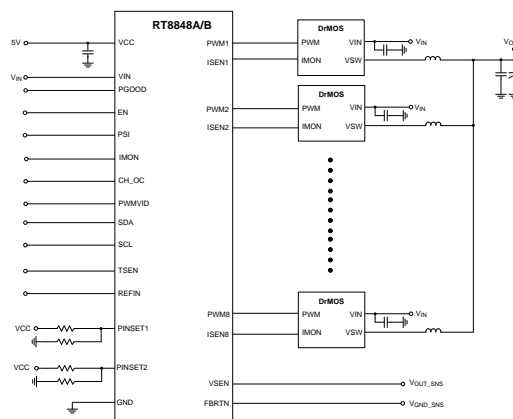 RT8848A/B
5V
VCC
VIN
VIN
PGOOD
EN
PSI
IMON
CH_OC
PWMVID
SDA
SCL
TSEN
REFIN
VCC
PINSET1
VCC
PINSET2
GND
PWM1
ISEN1
PWM2
ISEN2
PWM8
ISEN8
VSEN
FBRTN
DrMOS
PWM
VIN
IMON
VSW
VIN
DrMOS
PWM
VIN
IMON
VSW
VIN
DrMOS
PWM
VIN
IMON
VSW
VIN
VOUT_SNS
VGND_SNS